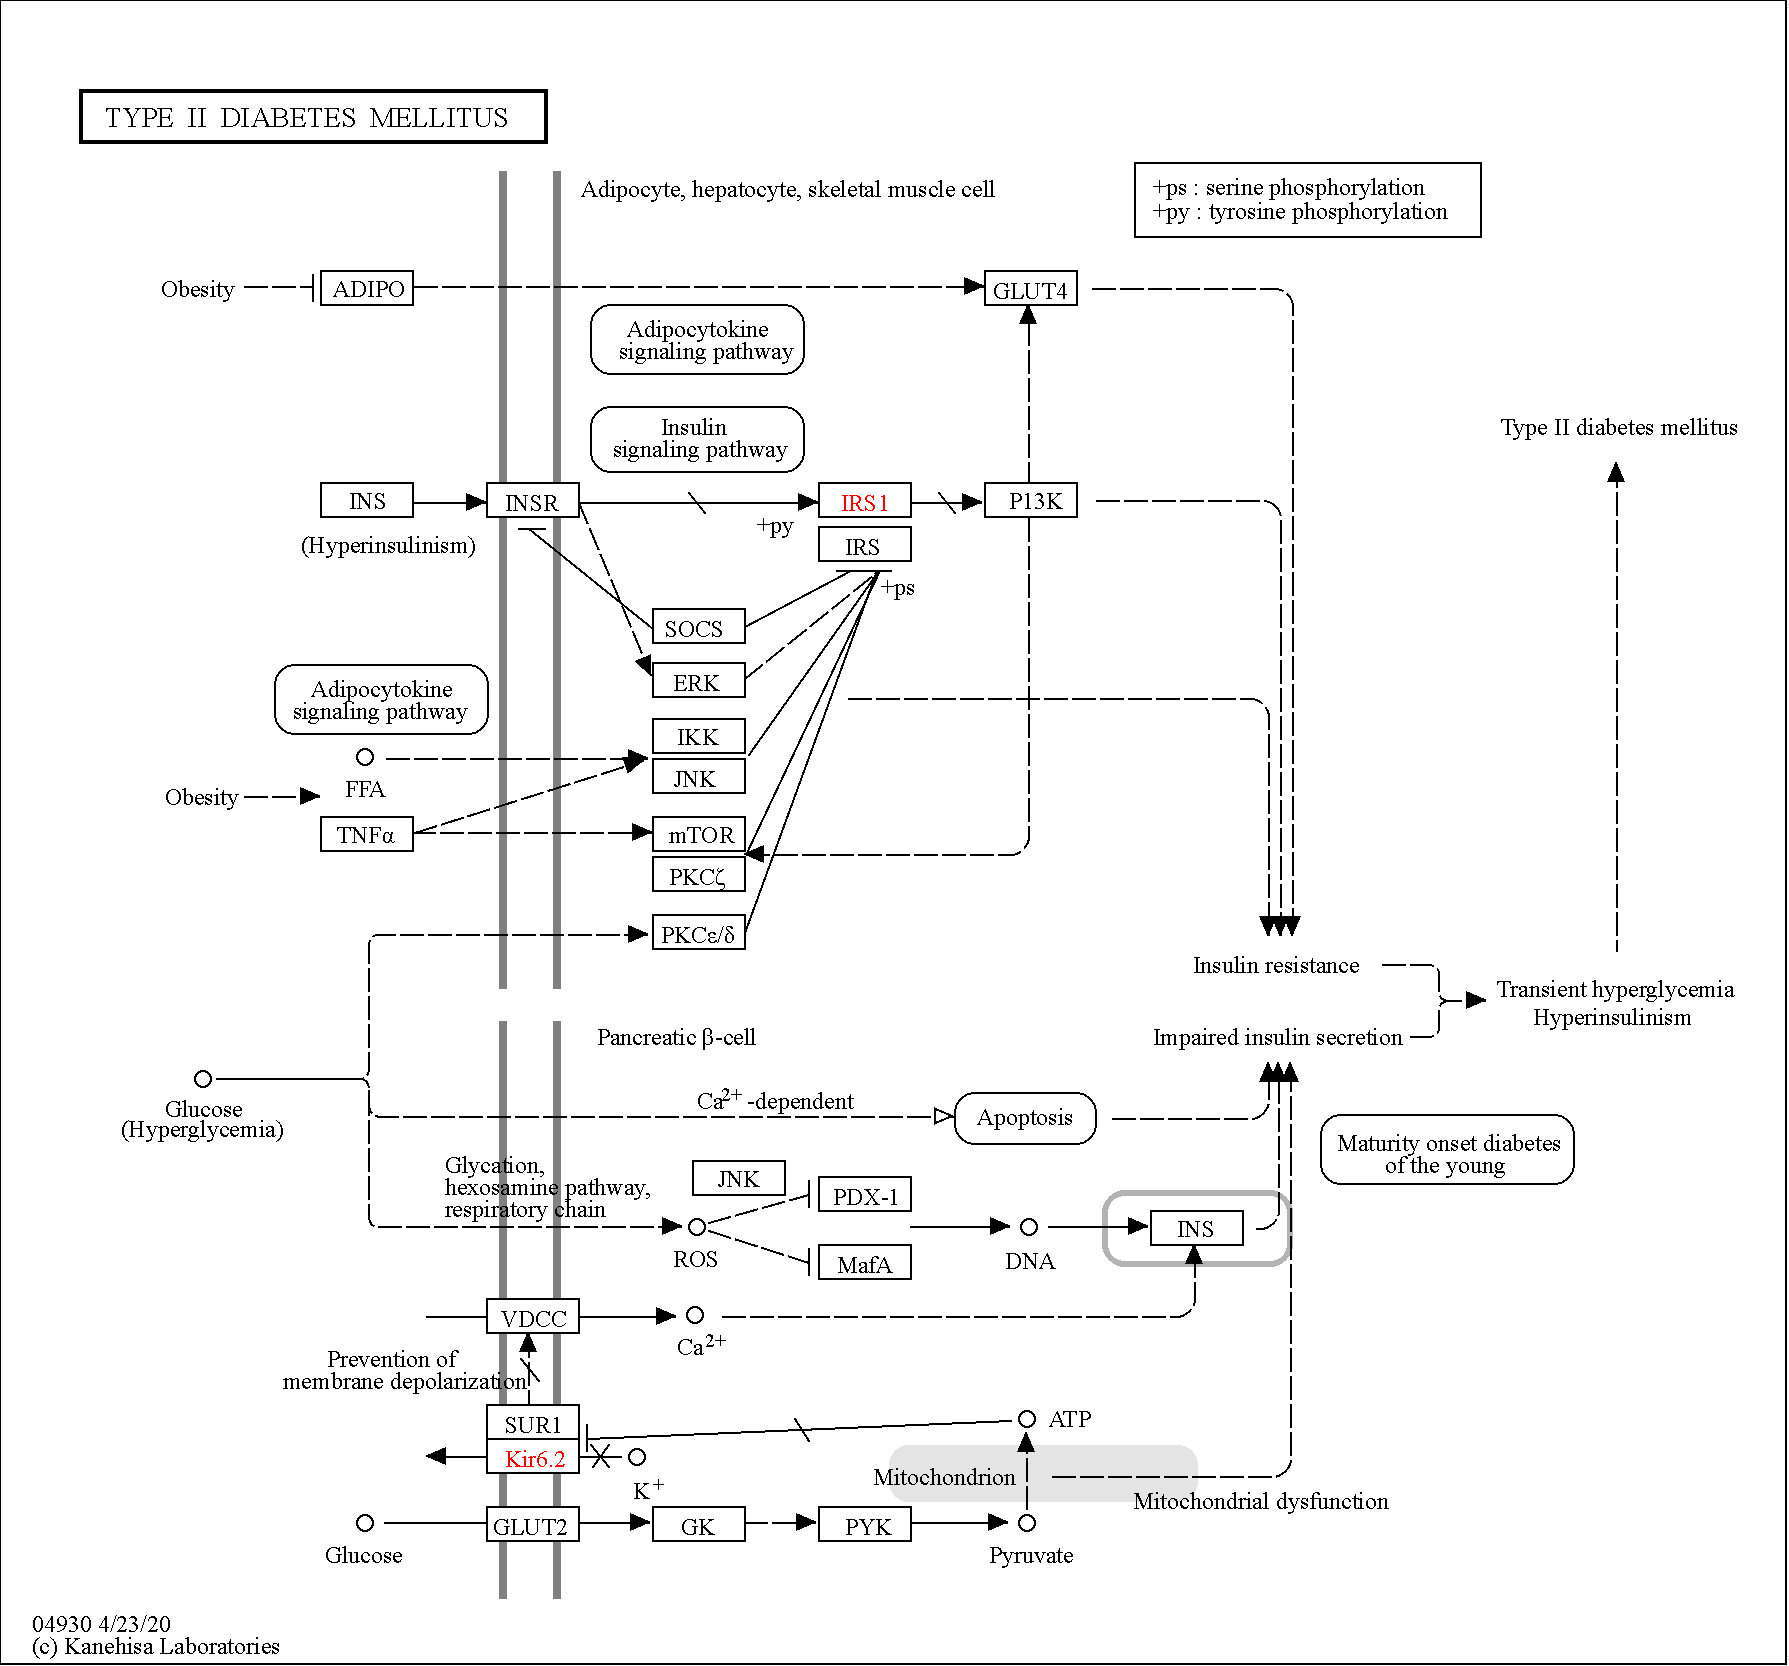 TYPE II DIABETES MELLITUS
Adipocyte, hepatocyte, skeletal muscle cell
+ps : serine phosphorylation
+py : tyrosine phosphorylation
Obesity
ADIPO
GLUT4
Adipocytokine
signaling pathway
Insulin
signaling pathway
Type II diabetes mellitus
INS
INSR
IRS1
P13K
+py
(Hyperinsulinism)
IRS
+ps
SOCS
ERK
Adipocytokine
signaling pathway
IKK
JNK
FFA
Obesity
TNFα
mTOR
PKCζ
PKCε/δ
Insulin resistance
Transient hyperglycemia
Hyperinsulinism
Pancreatic β-cell
Impaired insulin secretion
Glucose
(Hyperglycemia)
Ca2+ -dependent
Apoptosis
Maturity onset diabetes
of the young
Glycation,
hexosamine pathway,
respiratory chain
JNK
PDX-1
ROS
MafA
DNA
INS
VDCC
Ca2+
Prevention of
membrane depolarization
SUR1
ATP
Kir6.2
K+
Mitochondrion
Mitochondrial dysfunction
GLUT2
GK
PYK
Glucose
Pyruvate
04930 4/23/20
(c) Kanehisa Laboratories